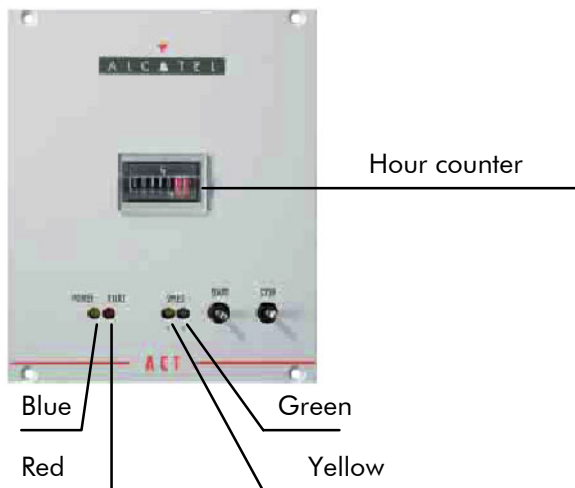 ALCATEL
Hour counter
POWER FAULT SPEED START STOP
ACT
Blue Green
Red Yellow